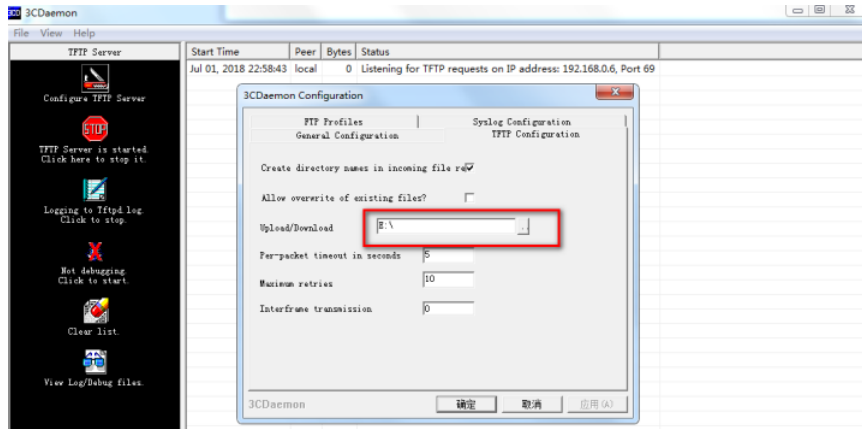 3CDaemon
File View Help
TFTP Server
Start Time Peer Bytes Status
Jul 01, 2018 22:58:43 local 0 Listening for TFTP requests on IP address: 192.168.0.6, Port 69
Configure TFTP Server
STOP
TFTP Server is started.
Click here to stop it.
Logging to Tftpd.log.
Click to stop.
Not debugging.
Click to start.
Clear list.
View Log/Debug files.
3CDaemon Configuration
FTP Profiles Syslog Configuration
General Configuration TFTP Configuration
Create directory names in incoming file re
Allow overwrite of existing files?
Upload/Download E:\ ..
Per-packet timeout in seconds 5
Maximum retries 10
Interframe transmission 0
3CDaemon 确定 取消 应用(A)